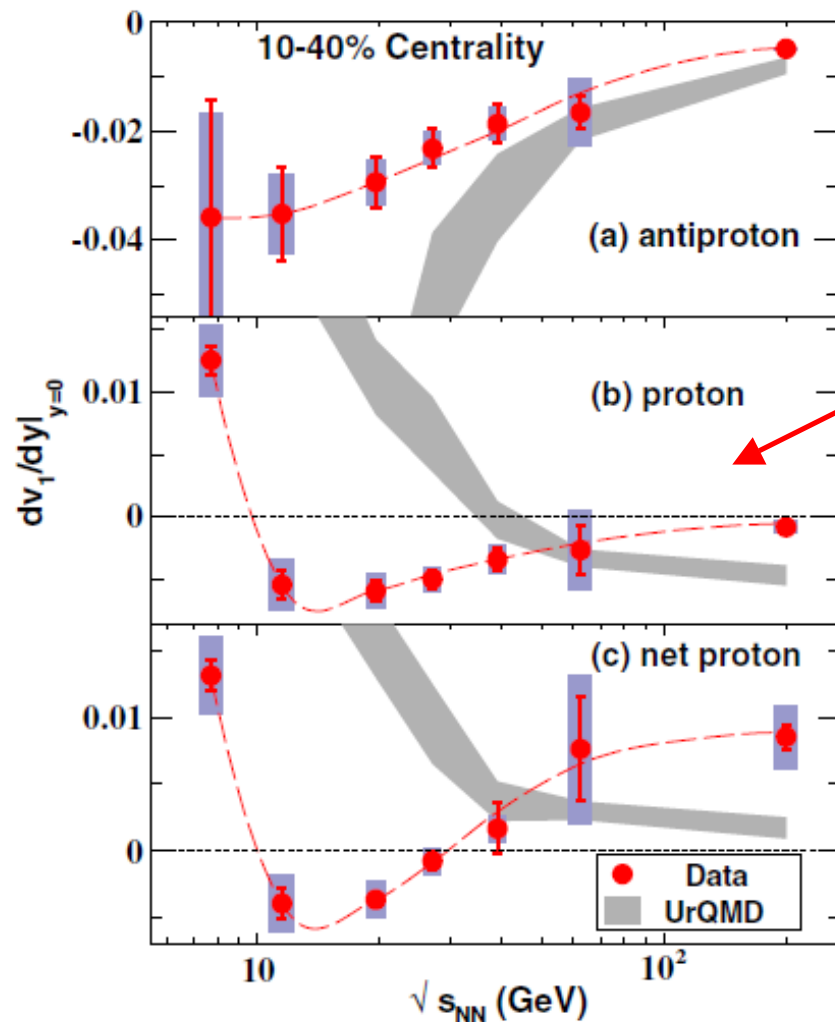 10-40% Centrality
0
-0.02
-0.04
(a) antiproton
dv1/dy|y=0
0.01
0
(b) proton
0.01
0
(c) net proton
Data
UrQMD
10
10²
√ sNN (GeV)